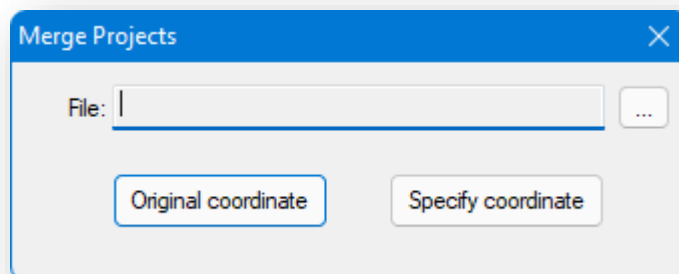 Merge Projects
File:
...
Original coordinate
Specify coordinate